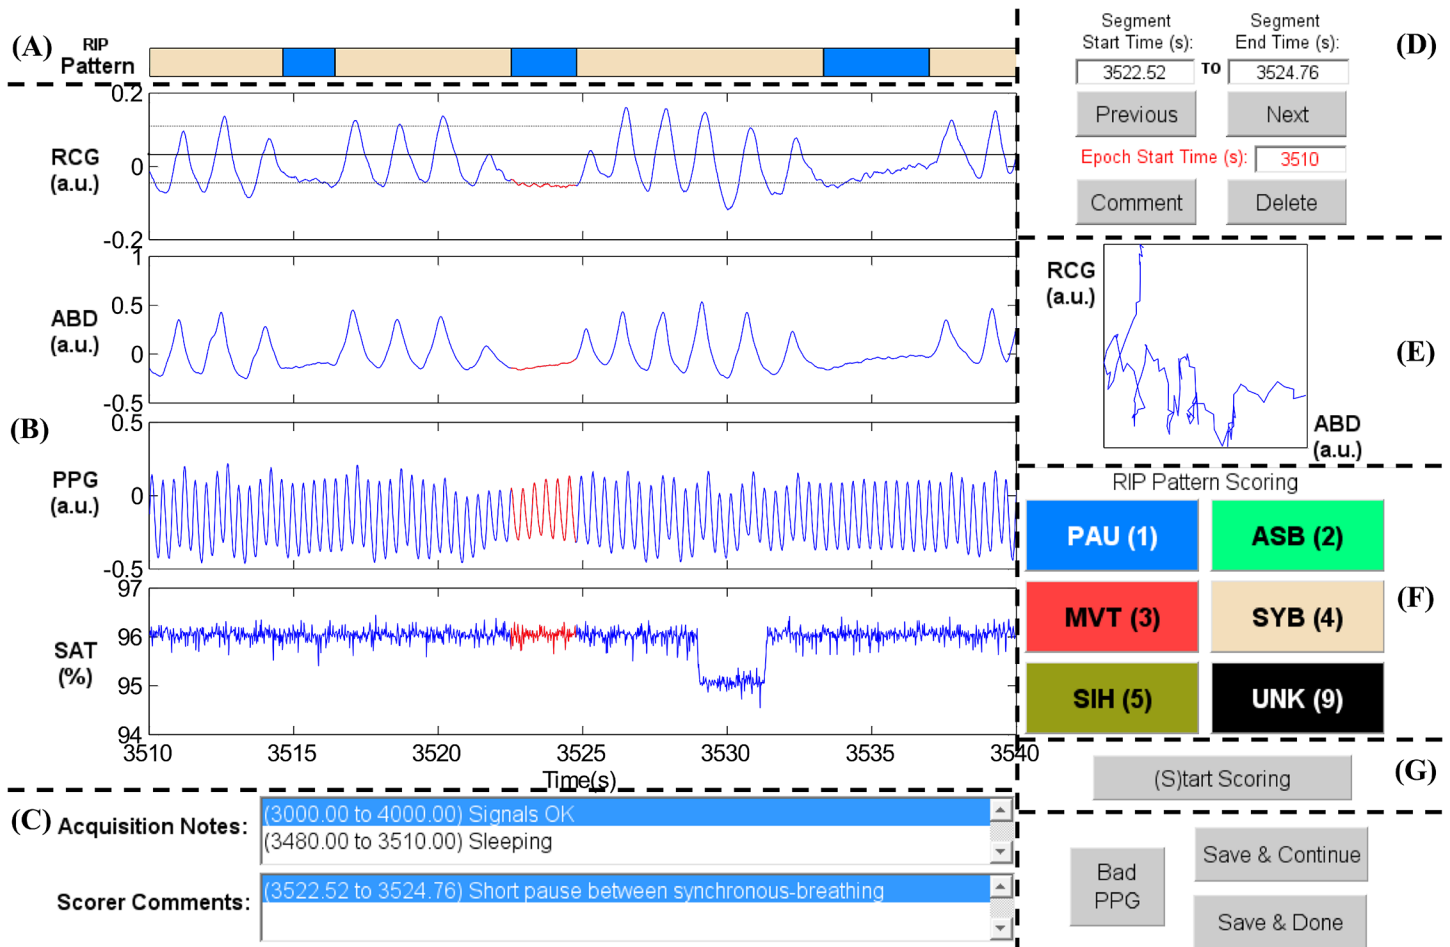 (A)
RIP
Pattern
Segment
Start Time (s):
Segment
End Time (s):
(D)
3522.52
TO
3524.76
Previous
Next
Epoch Start Time (s):
3510
Comment
Delete
0.2
RCG
(a.u.)
0
-0.2
1
0.5
ABD
(a.u.)
0
-0.5
RCG
(a.u.)
(E)
ABD
(a.u.)
(B)
0.5
PPG
(a.u.)
0
-0.5
97
96
SAT
(%)
95
94
3510
3515
3520
3525
3530
3535
3540
Time(s)
RIP Pattern Scoring
PAU (1)
ASB (2)
MVT (3)
SYB (4)
(F)
SIH (5)
UNK (9)
(S)tart Scoring
(G)
(C)
Acquisition Notes:
(3000.00 to 4000.00) Signals OK
(3480.00 to 3510.00) Sleeping
Scorer Comments:
(3522.52 to 3524.76) Short pause between synchronous-breathing
Bad
PPG
Save & Continue
Save & Done